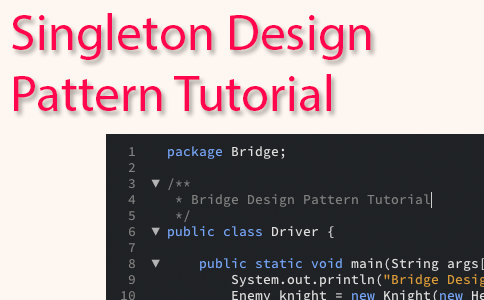 Singleton Design
Pattern Tutorial
1 package Bridge;
2
3 ▼ /**
4 * Bridge Design Pattern Tutorial
5 */
6 ▼ public class Driver {
7
8 ▼ public static void main(String args[
9 System.out.println("Bridge Desig
10 Enemy knight = new Knight(new He